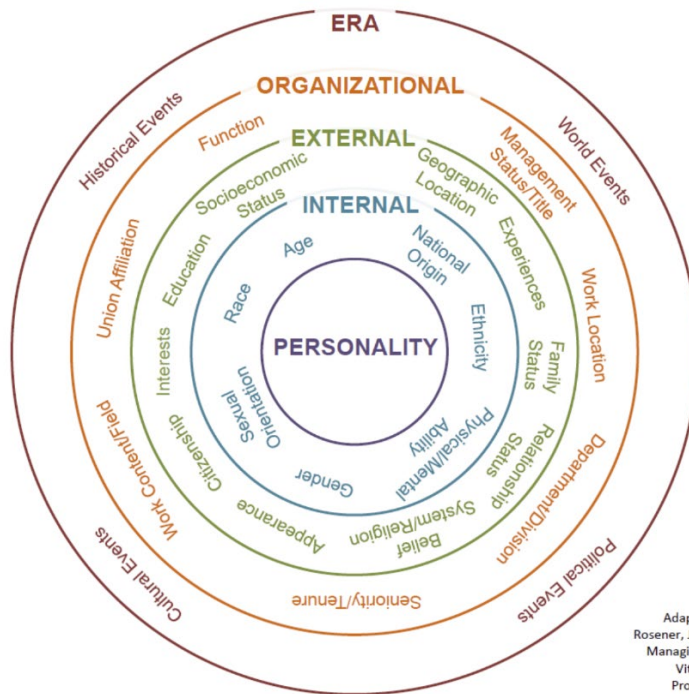 ERA
Historical Events
World Events
Political Events
Cultural Events
ORGANIZATIONAL
Function
Management
Status/Title
Work Location
Department/Division
Seniority/Tenure
Work Content/Field
Union Affiliation
EXTERNAL
Socioeconomic
Status
Geographic
Location
Experiences
Family
Status
Relationship
Status
Belief
System/Religion
Appearance
Citizenship
Interests
Education
INTERNAL
Age
National
Origin
Ethnicity
Physical/Mental
Ability
Gender
Sexual
Orientation
Race
PERSONALITY
Adap
Rosener, J
Managi
Vit
Pro